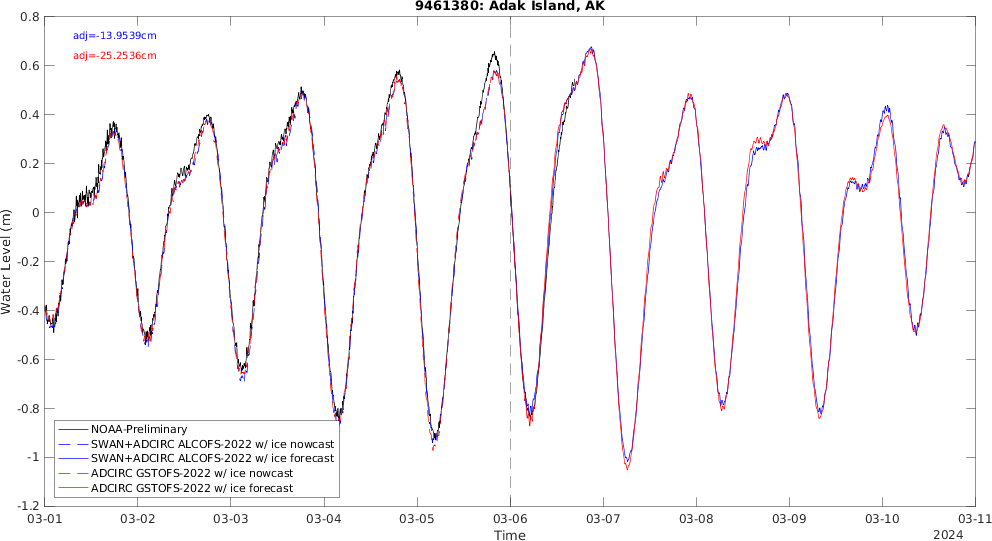 9461380: Adak Island, AK
adj=-13.9539cm
adj=-25.2536cm
Water Level (m)
0.8
0.6
0.4
0.2
0
-0.2
-0.4
-0.6
-0.8
-1
-1.2
NOAA-Preliminary
SWAN+ADCIRC ALCOFS-2022 w/ ice nowcast
SWAN+ADCIRC ALCOFS-2022 w/ ice forecast
ADCIRC GSTOFS-2022 w/ ice nowcast
ADCIRC GSTOFS-2022 w/ ice forecast
03-01 03-02 03-03 03-04 03-05 03-06 03-07 03-08 03-09 03-10 03-11
Time
2024